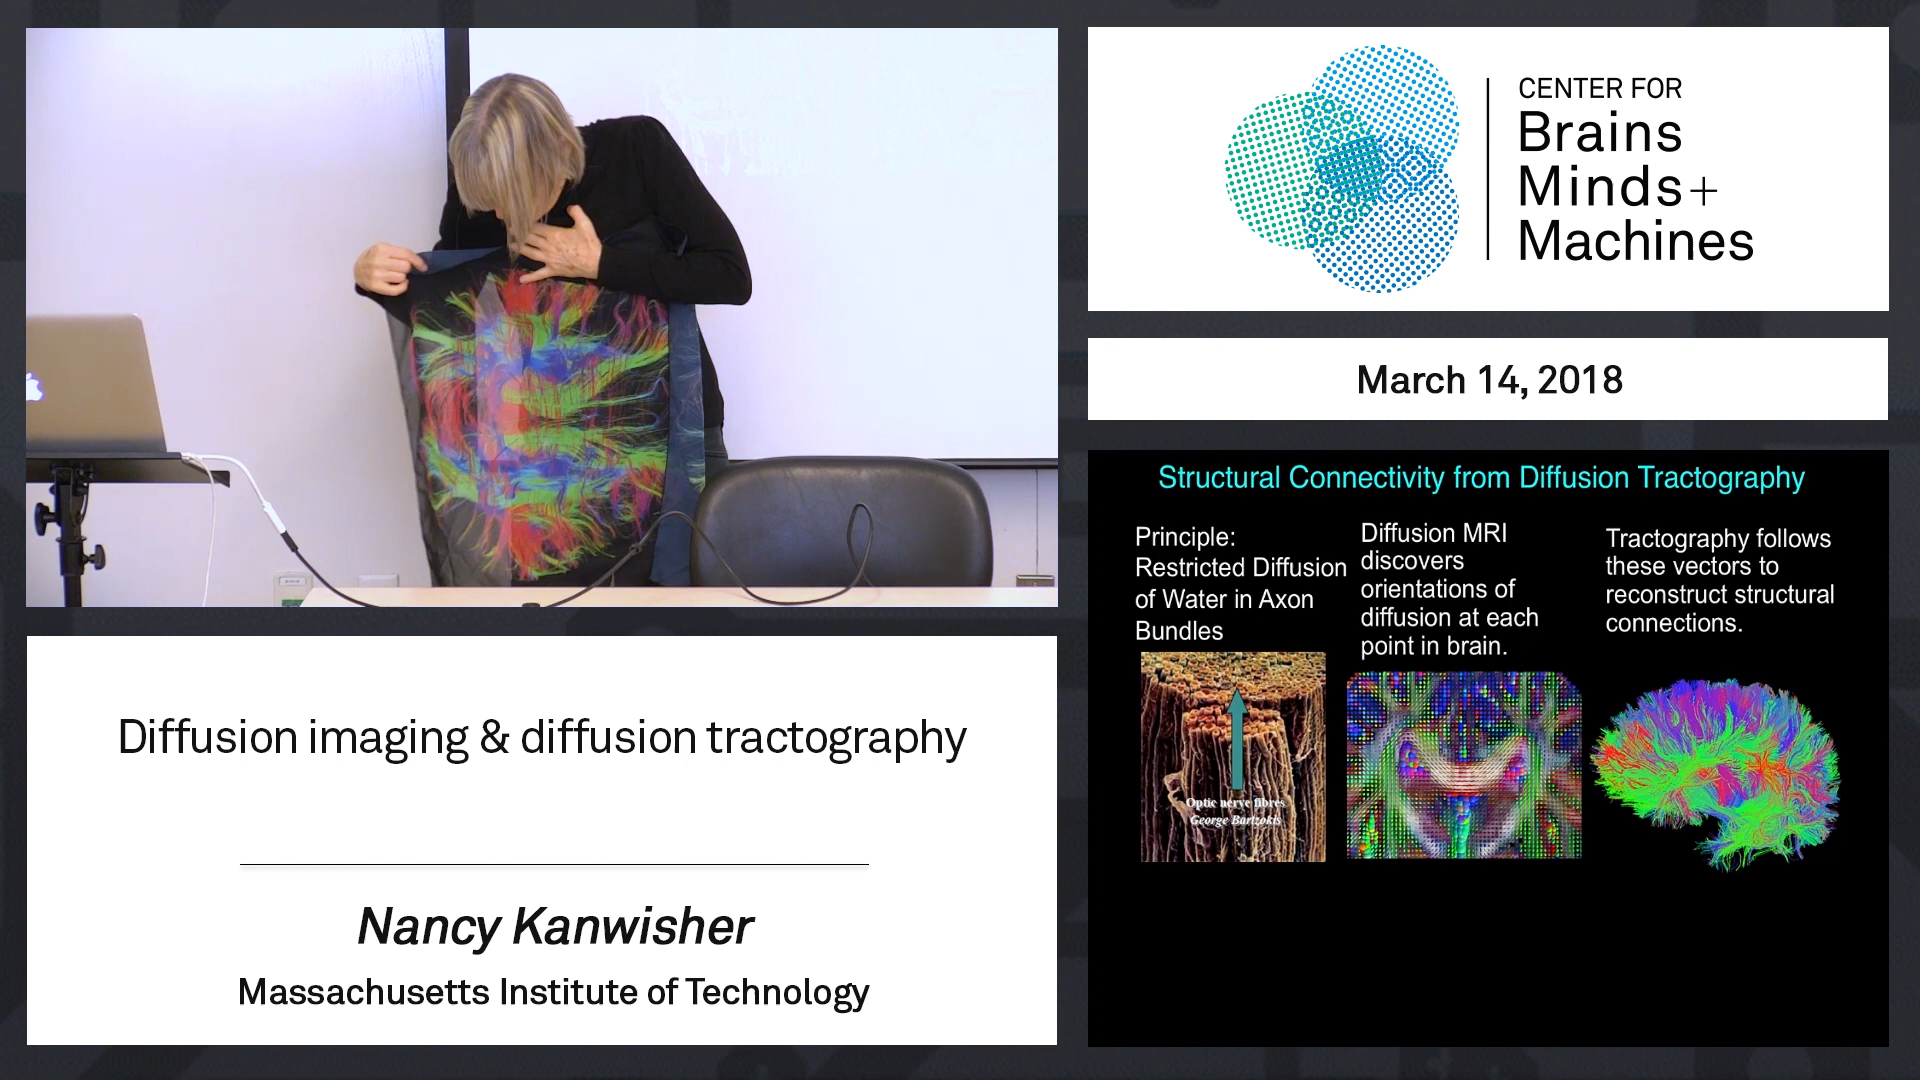 CENTER FOR
Brains
Minds+
Machines
March 14, 2018
Structural Connectivity from Diffusion Tractography
Principle:
Restricted Diffusion
of Water in Axon
Bundles
Diffusion MRI
discovers
orientations of
diffusion at each
point in brain.
Tractography follows
these vectors to
reconstruct structural
connections.
Optic nerve fibres
George Bartzokis
Diffusion imaging & diffusion tractography
Nancy Kanwisher
Massachusetts Institute of Technology